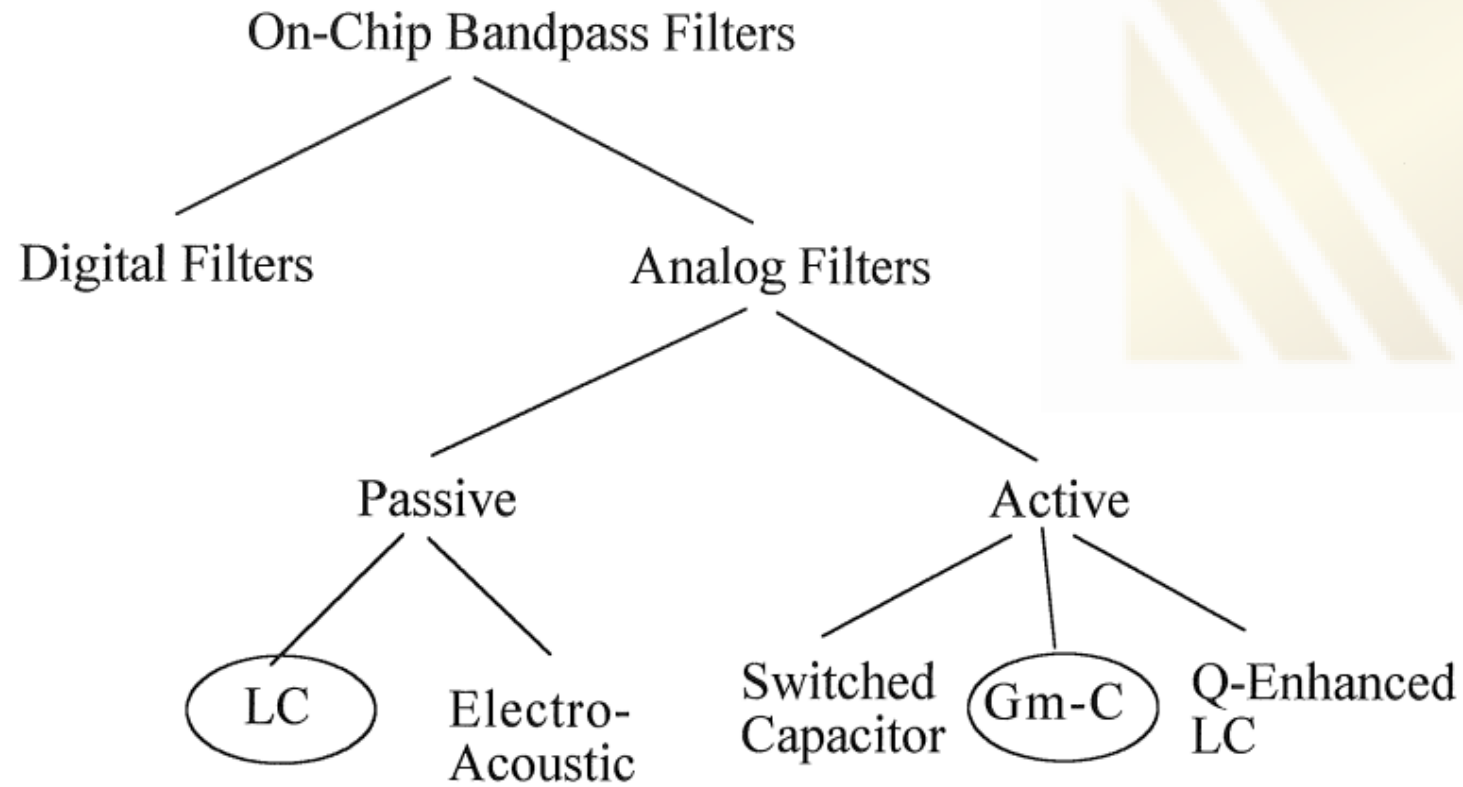 On-Chip Bandpass Filters
Digital Filters
Analog Filters
Passive
Active
LC
Electro-
Acoustic
Switched
Capacitor
Gm-C
Q-Enhanced
LC